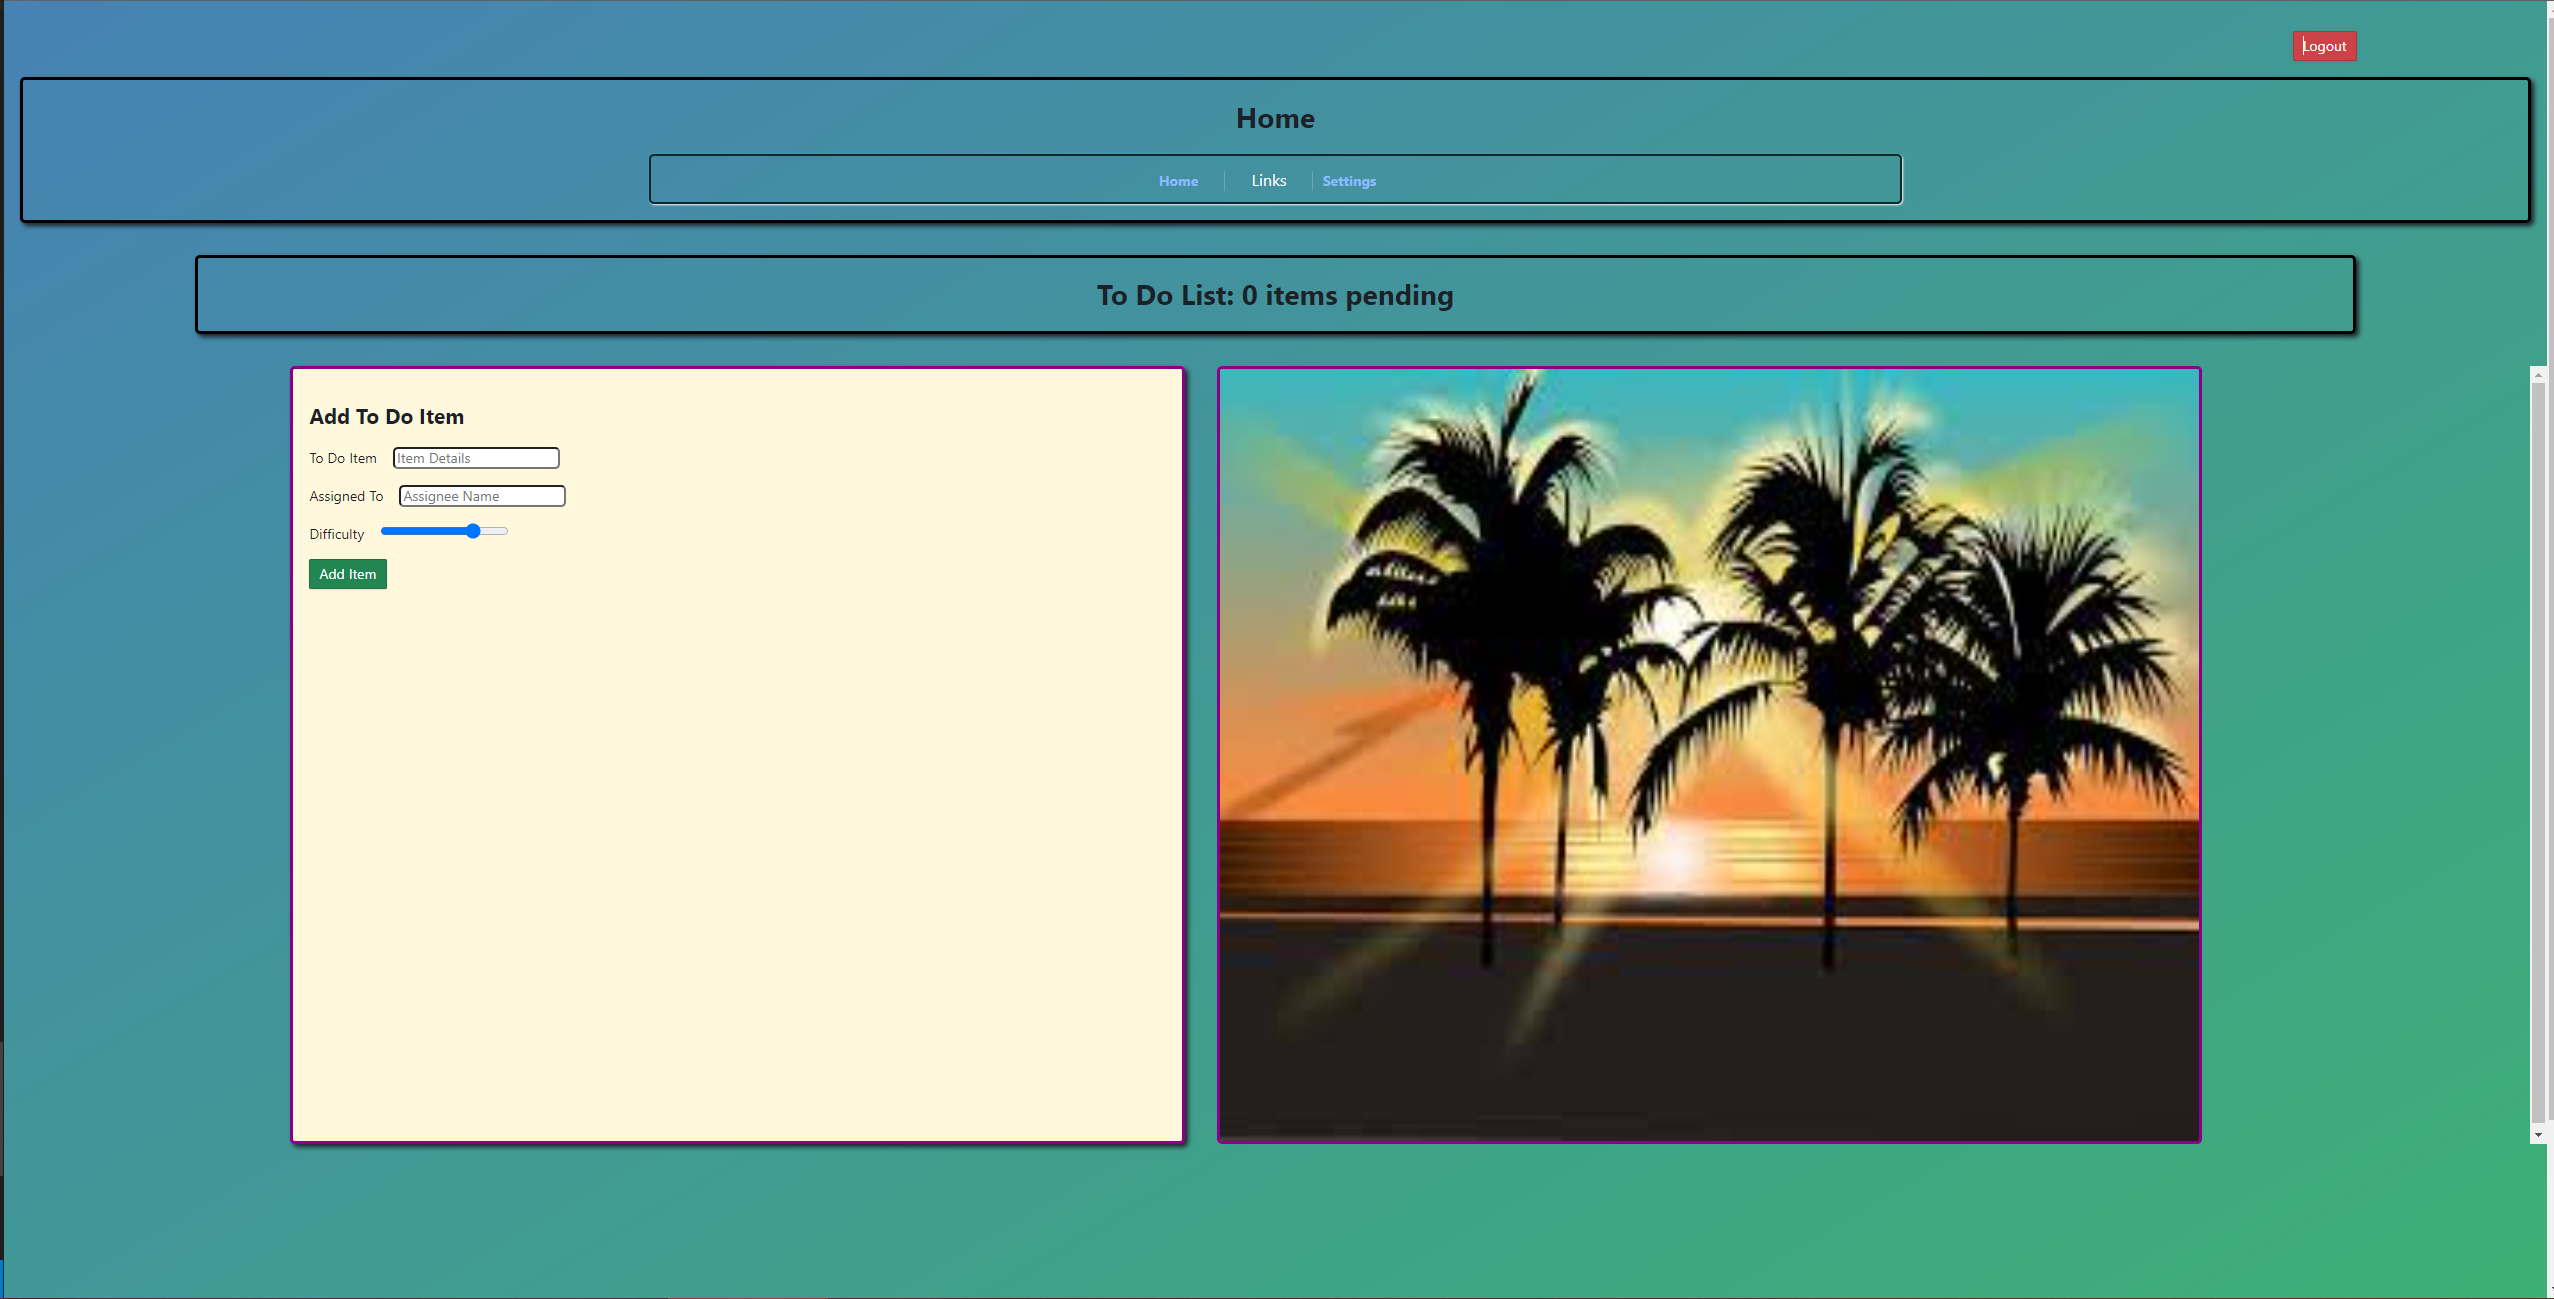 Logout
Home
Home Links Settings
To Do List: 0 items pending
Add To Do Item
To Do Item Item Details
Assigned To Assignee Name
Difficulty
Add Item